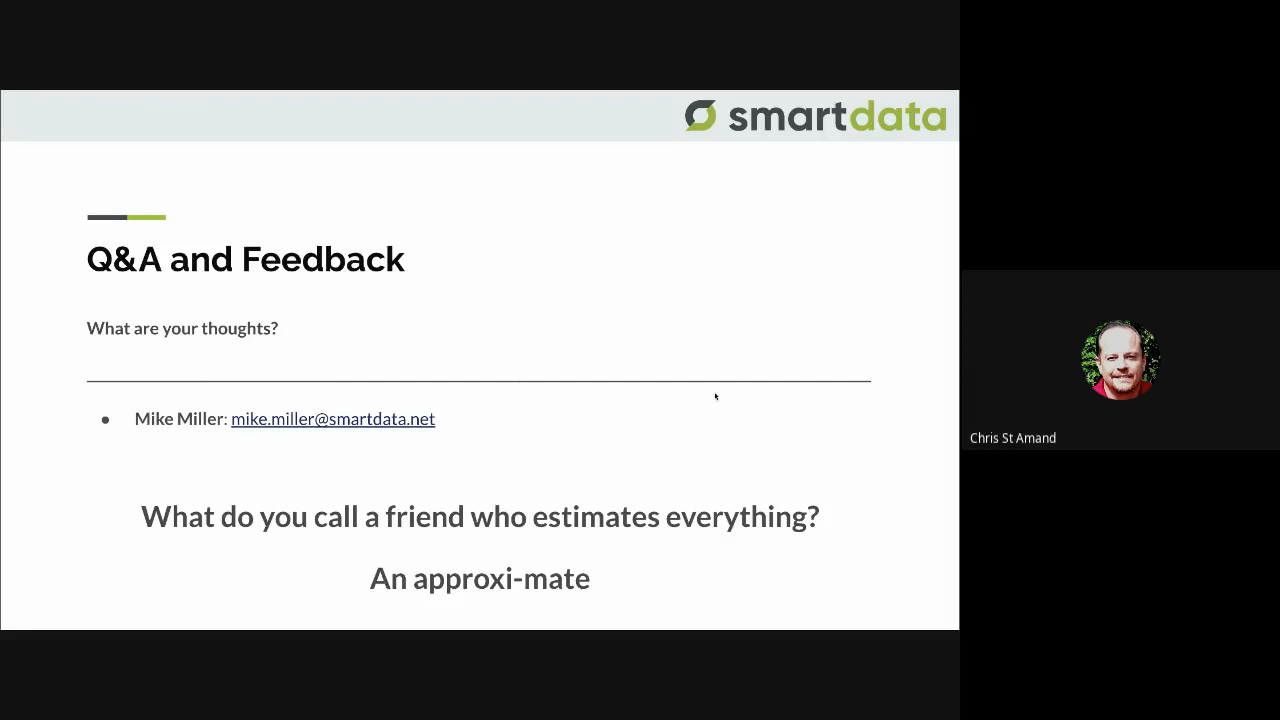 smartdata
Q&A and Feedback
What are your thoughts?
● Mike Miller: mike.miller@smartdata.net
What do you call a friend who estimates everything?
An approxi-mate
Chris St Amand